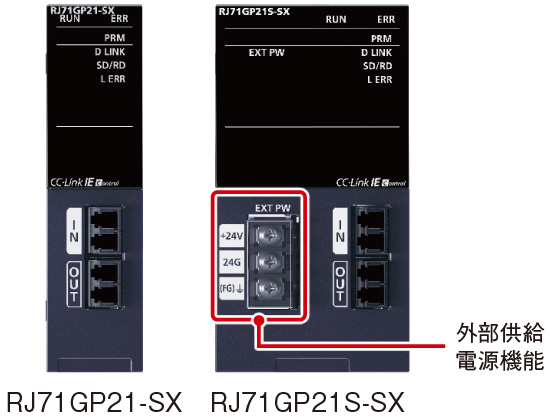 RJ71GP21-SX
RUN ERR
PRM
D LINK
SD/RD
L ERR
CC-Link IE Control
IN
OUT
RJ71GP21S-SX
RUN ERR
PRM
EXT PW D LINK
SD/RD
L ERR
CC-Link IE Control
EXT PW
+24V
24G
(FG)
IN
OUT
外部供給
電源機能
RJ71GP21-SX RJ71GP21S-SX